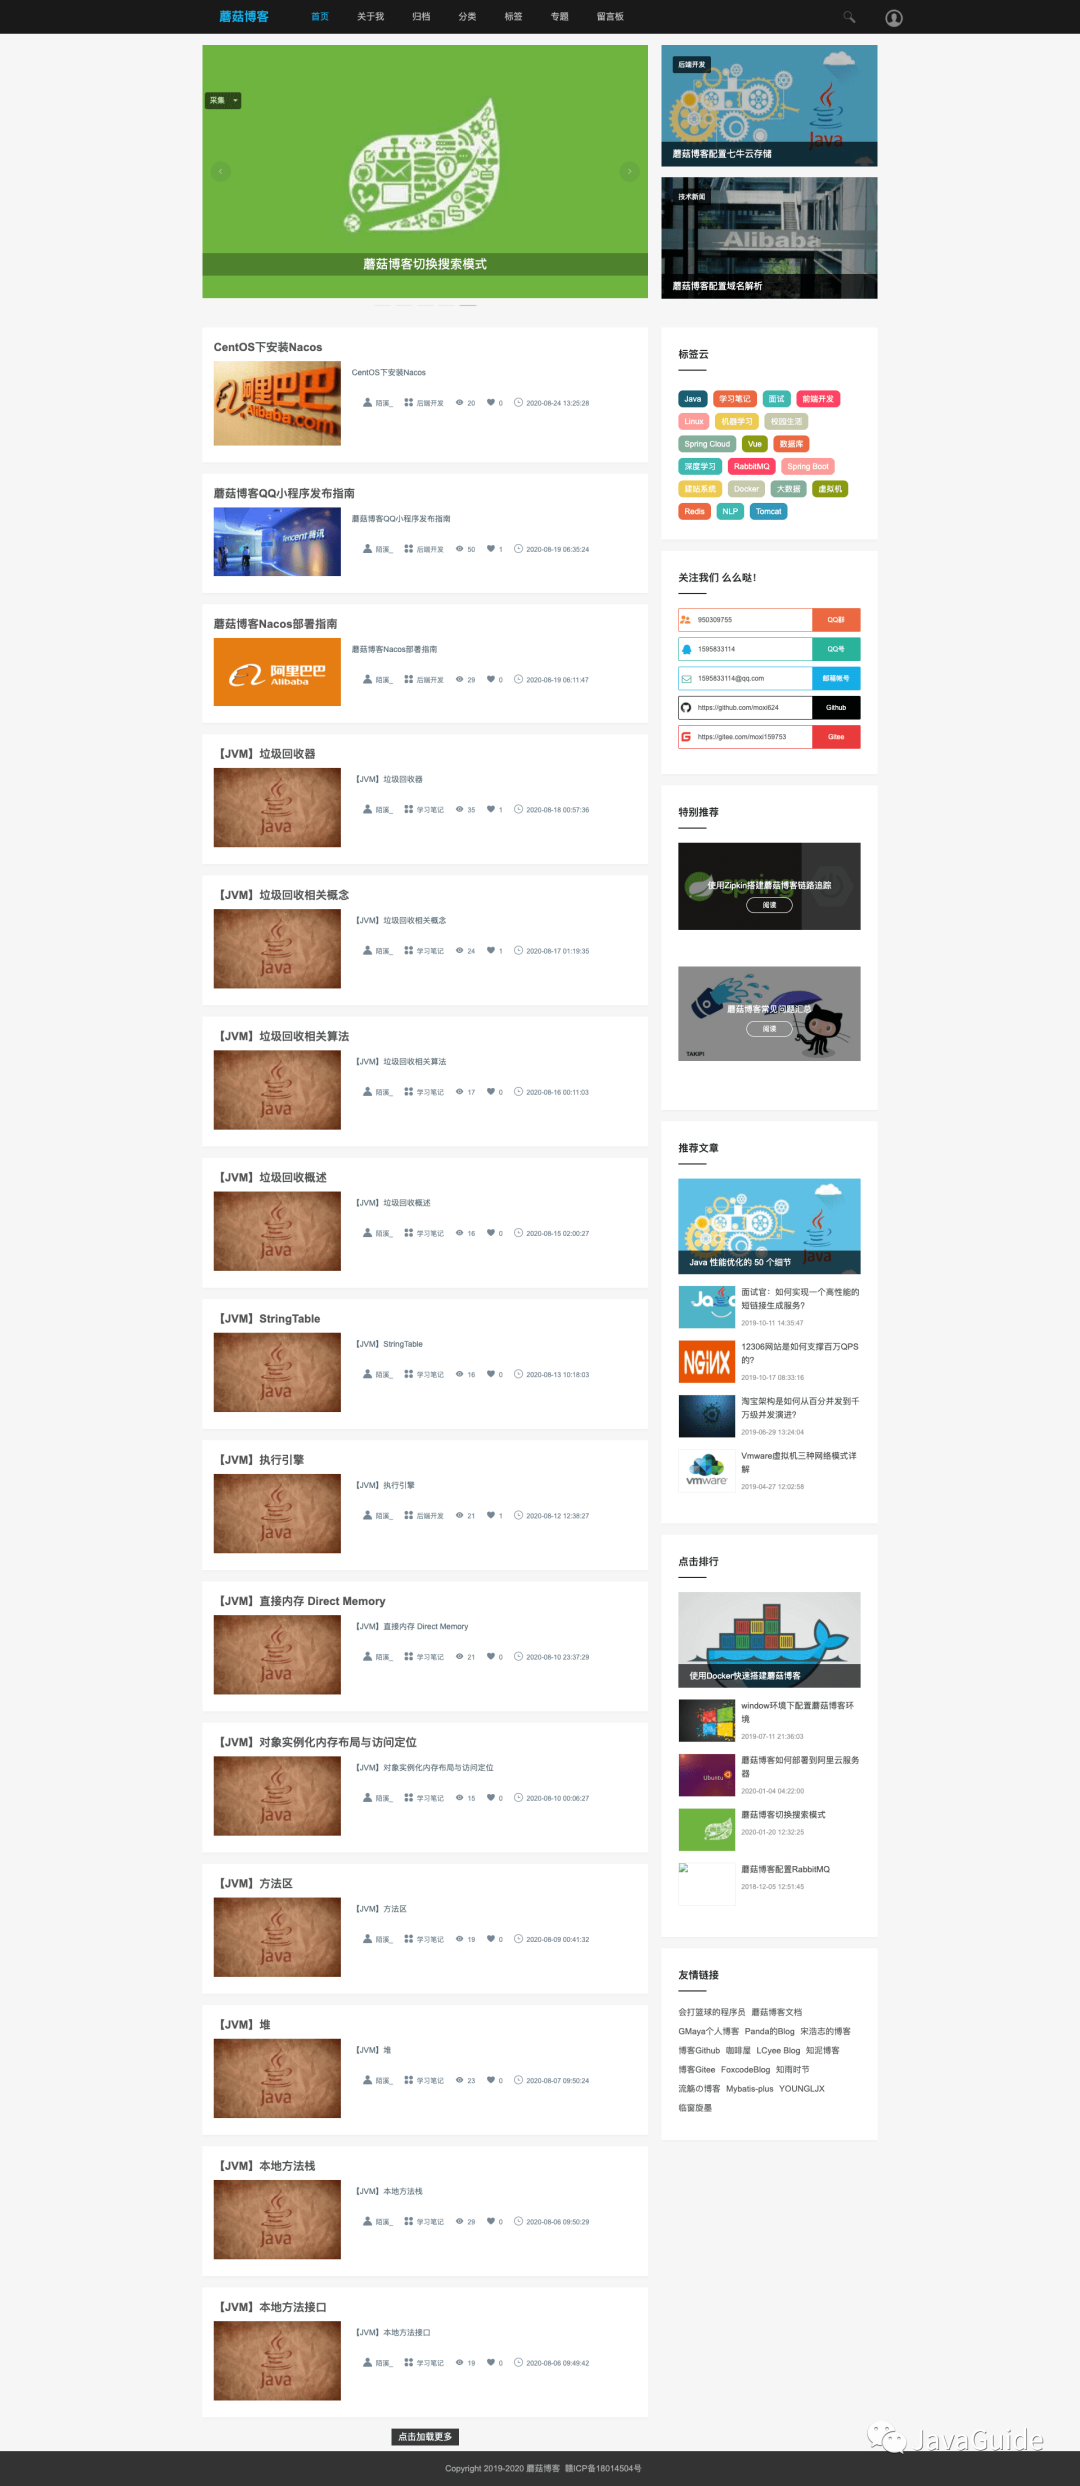 蘑菇博客
首页 关于我 归档 分类 标签 专题 留言板
采集
蘑菇博客切换搜索模式
后端开发
Java
蘑菇博客配置七牛云存储
技术新闻
Alibaba
蘑菇博客配置域名解析
CentOS下安装Nacos
阿里巴巴
Alibaba.com
CentOS下安装Nacos
陌溪_ 后端开发 20 0 2020-08-24 13:25:28
蘑菇博客QQ小程序发布指南
Tencent 腾讯
蘑菇博客QQ小程序发布指南
陌溪_ 后端开发 50 1 2020-08-19 06:35:24
蘑菇博客Nacos部署指南
阿里巴巴
Alibaba
蘑菇博客Nacos部署指南
陌溪_ 后端开发 29 0 2020-08-19 06:11:47
【JVM】垃圾回收器
Java
【JVM】垃圾回收器
陌溪_ 学习笔记 35 1 2020-08-18 00:57:36
【JVM】垃圾回收相关概念
Java
【JVM】垃圾回收相关概念
陌溪_ 学习笔记 24 1 2020-08-17 01:19:35
【JVM】垃圾回收相关算法
Java
【JVM】垃圾回收相关算法
陌溪_ 学习笔记 17 0 2020-08-16 00:11:03
【JVM】垃圾回收概述
Java
【JVM】垃圾回收概述
陌溪_ 学习笔记 16 0 2020-08-15 02:00:27
【JVM】StringTable
Java
【JVM】StringTable
陌溪_ 学习笔记 16 0 2020-08-13 10:18:03
【JVM】执行引擎
Java
【JVM】执行引擎
陌溪_ 后端开发 21 1 2020-08-12 12:38:27
【JVM】直接内存 Direct Memory
Java
【JVM】直接内存 Direct Memory
陌溪_ 学习笔记 21 0 2020-08-10 23:37:29
【JVM】对象实例化内存布局与访问定位
Java
【JVM】对象实例化内存布局与访问定位
陌溪_ 学习笔记 15 0 2020-08-10 00:06:27
【JVM】方法区
Java
【JVM】方法区
陌溪_ 学习笔记 19 0 2020-08-09 00:41:32
【JVM】堆
Java
【JVM】堆
陌溪_ 学习笔记 23 0 2020-08-07 09:50:24
【JVM】本地方法栈
Java
【JVM】本地方法栈
陌溪_ 学习笔记 29 0 2020-08-06 09:50:29
【JVM】本地方法接口
Java
【JVM】本地方法接口
陌溪_ 学习笔记 19 0 2020-08-06 09:49:42
点击加载更多
标签云
Java 学习笔记 面试 前端开发
Linux 机器学习 校园生活
Spring Cloud Vue 数据库
深度学习 RabbitMQ Spring Boot
建站系统 Docker 大数据 虚拟机
Redis NLP Tomcat
关注我们 么么哒！
950309755 QQ群
1595833114 QQ号
1595833114@qq.com 邮箱帐号
https://github.com/moxi624 Github
https://gitee.com/moxi159753 Gitee
特别推荐
spring
使用Zipkin搭建蘑菇博客链路追踪
阅读
蘑菇博客常见问题汇总
阅读
TAKIPI
推荐文章
Java
Java 性能优化的 50 个细节
面试官：如何实现一个高性能的
短链接生成服务？
2019-10-11 14:35:47
NGINX
12306网站是如何支撑百万QPS
的？
2019-10-17 08:33:16
淘宝架构是如何从百分并发到千
万级并发演进？
2019-06-29 13:24:04
vmware
Vmware虚拟机三种网络模式详
解
2019-04-27 12:02:58
点击排行
使用Docker快速搭建蘑菇博客
window环境下配置蘑菇博客环
境
2019-07-11 21:36:03
Ubuntu
蘑菇博客如何部署到阿里云服务
器
2020-01-04 04:22:00
蘑菇博客切换搜索模式
2020-01-20 12:32:25
蘑菇博客配置RabbitMQ
2018-12-05 12:51:45
友情链接
会打篮球的程序员 蘑菇博客文档
GMaya个人博客 Panda的Blog 宋浩志的博客
博客Github 咖啡屋 LCyee Blog 知泥博客
博客Gitee FoxcodeBlog 知雨时节
流觞の博客 Mybatis-plus YOUNGLJX
临窗旋墨
JavaGuide
Copyright 2019-2020 蘑菇博客 赣ICP备18014504号